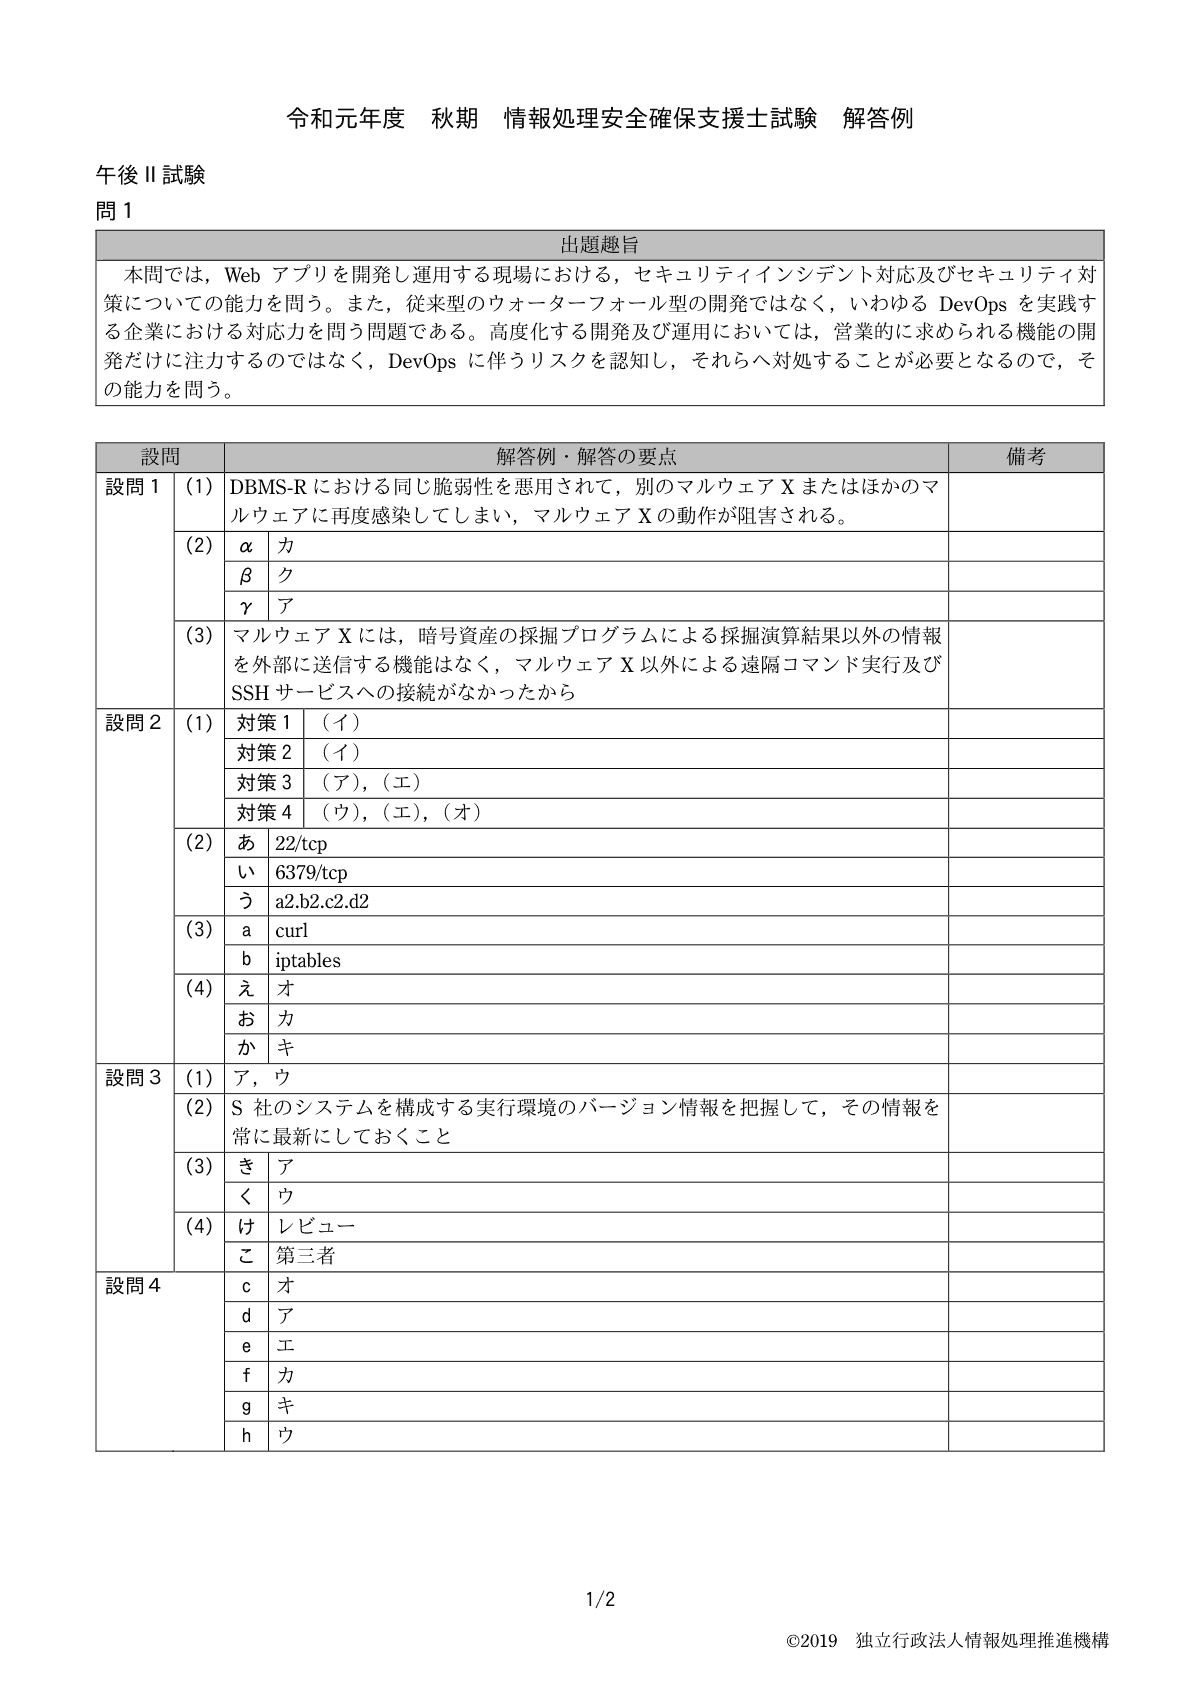 令和元年度　秋期　情報処理安全確保支援士試験　解答例
午後 II 試験
問 1
出題趣旨
本問では，Web アプリを開発し運用する現場における，セキュリティインシデント対応及びセキュリティ対
策についての能力を問う。また，従来型のウォーターフォール型の開発ではなく，いわゆる DevOps を実践す
る企業における対応力を問う問題である。高度化する開発及び運用においては，営業的に求められる機能の開
発だけに注力するのではなく，DevOps に伴うリスクを認知し，それらへ対処することが必要となるので，そ
の能力を問う。
設問　解答例・解答の要点　備考
設問 1　(1)　DBMS-R における同じ脆弱性を悪用されて，別のマルウェア X またはほかのマ
ルウェアに再度感染してしまい，マルウェア X の動作が阻害される。
(2)　α　カ
β　ク
γ　ア
(3)　マルウェア X には，暗号資産の採掘プログラムによる採掘演算結果以外の情報
を外部に送信する機能はなく，マルウェア X 以外による遠隔コマンド実行及び
SSH サービスへの接続がなかったから
設問 2　(1)　対策 1　（イ）
対策 2　（イ）
対策 3　（ア），（エ）
対策 4　（ウ），（エ），（オ）
(2)　あ　22/tcp
い　6379/tcp
う　a2.b2.c2.d2
(3)　a　curl
b　iptables
(4)　え　オ
お　カ
か　キ
設問 3　(1)　ア，ウ
(2)　S 社のシステムを構成する実行環境のバージョン情報を把握して，その情報を
常に最新にしておくこと
(3)　き　ア
く　ウ
(4)　け　レビュー
こ　第三者
設問 4　c　オ
d　ア
e　エ
f　カ
g　キ
h　ウ
1/2
©2019　独立行政法人情報処理推進機構